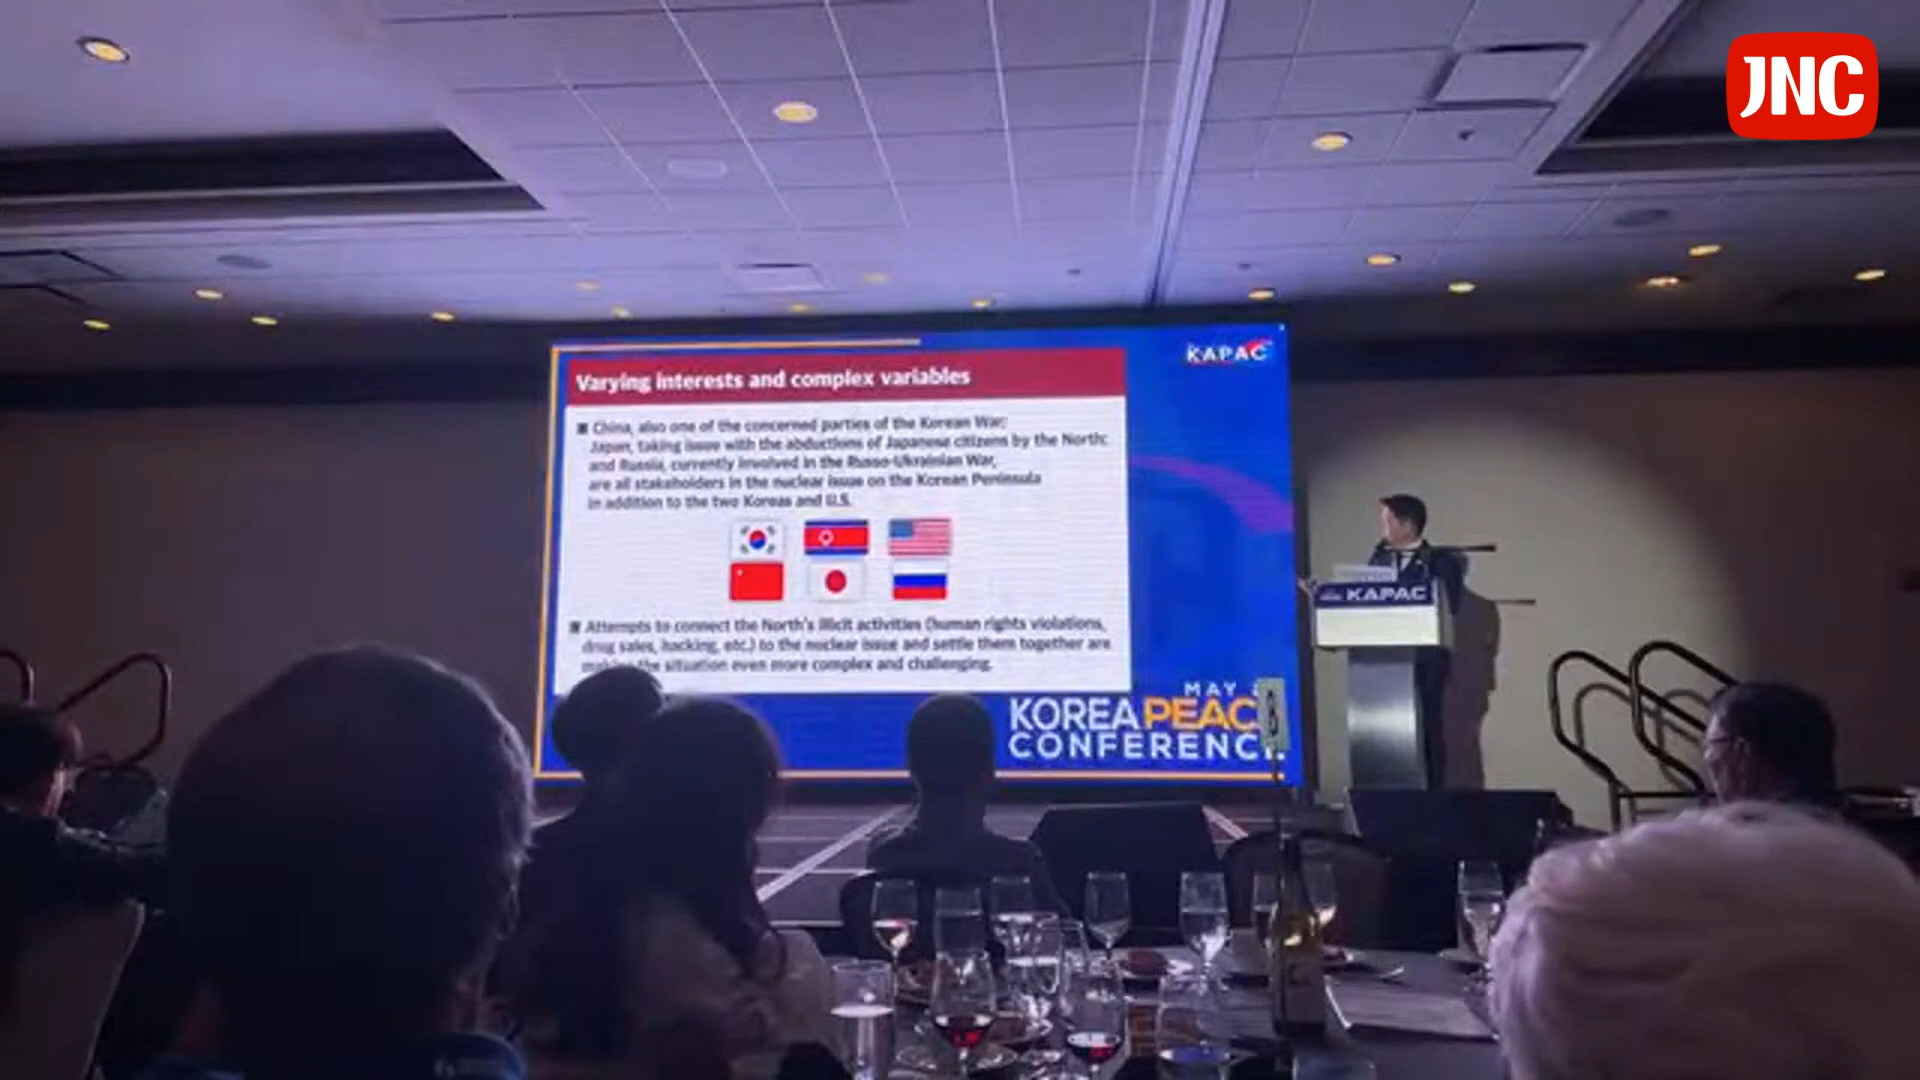 JNC
KAPAC
Varying interests and complex variables
■ China, also one of the concerned parties of the Korean War;
Japan, taking issue with the abductions of Japanese citizens by the North;
and Russia, currently involved in the Russo-Ukrainian War,
are all stakeholders in the nuclear issue on the Korean Peninsula
in addition to the two Koreas and U.S.
■ Attempts to connect the North's illicit activities (human rights violations,
drug sales, hacking, etc.) to the nuclear issue and settle them together are
making the situation even more complex and challenging.
KAPAC
MAY
KOREA PEAC
CONFERENC